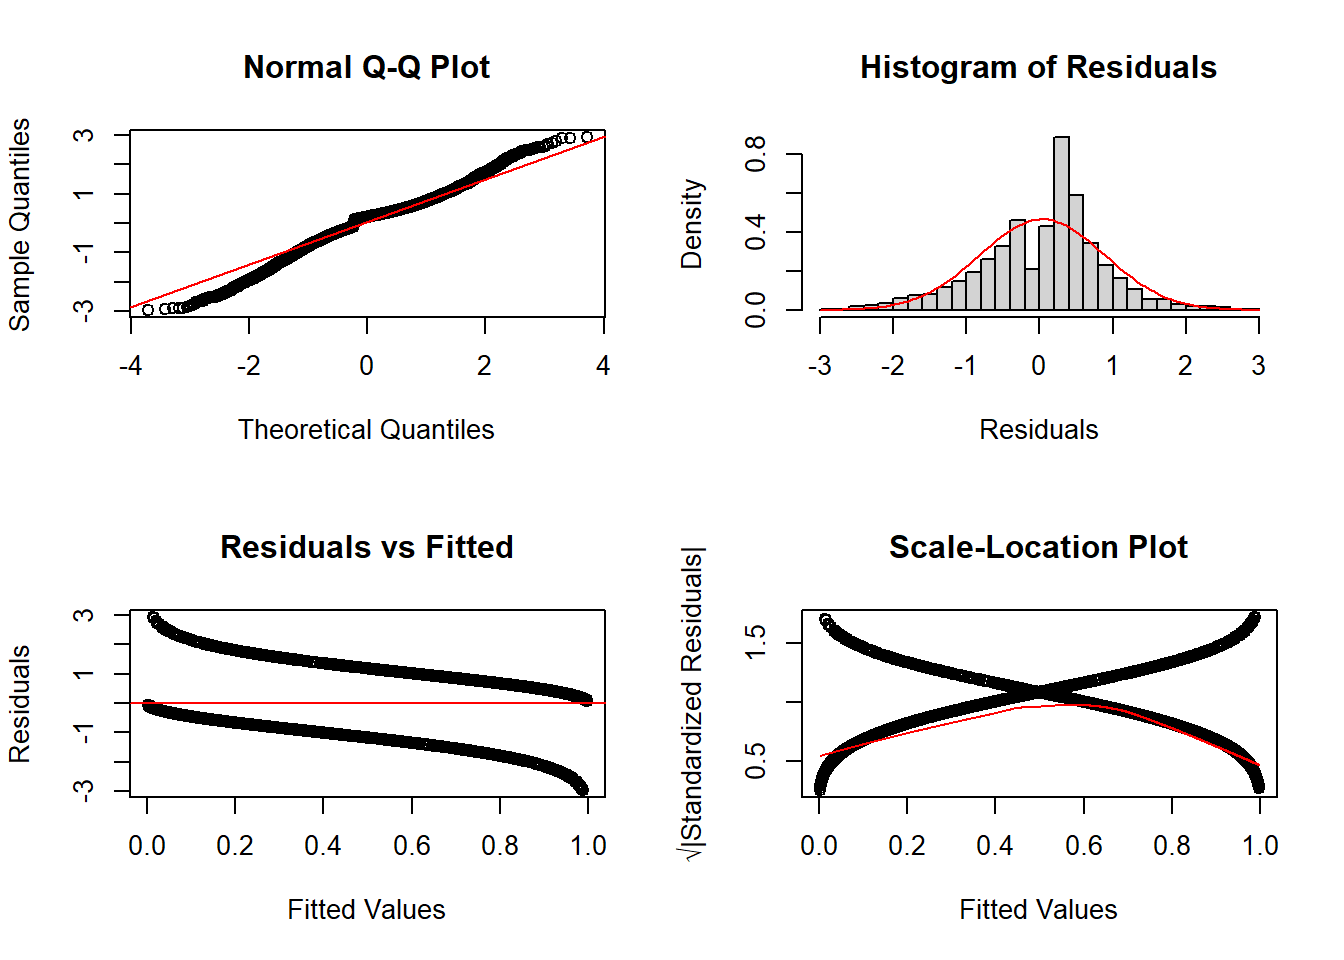 Normal Q-Q Plot
Sample Quantiles
3
1
-1
-3
-4 -2 0 2 4
Theoretical Quantiles
Histogram of Residuals
Density
0.8
0.4
0.0
-3 -2 -1 0 1 2 3
Residuals
Residuals vs Fitted
Residuals
3
1
-1
-3
0.0 0.2 0.4 0.6 0.8 1.0
Fitted Values
Scale-Location Plot
√|Standardized Residuals|
1.5
0.5
0.0 0.2 0.4 0.6 0.8 1.0
Fitted Values